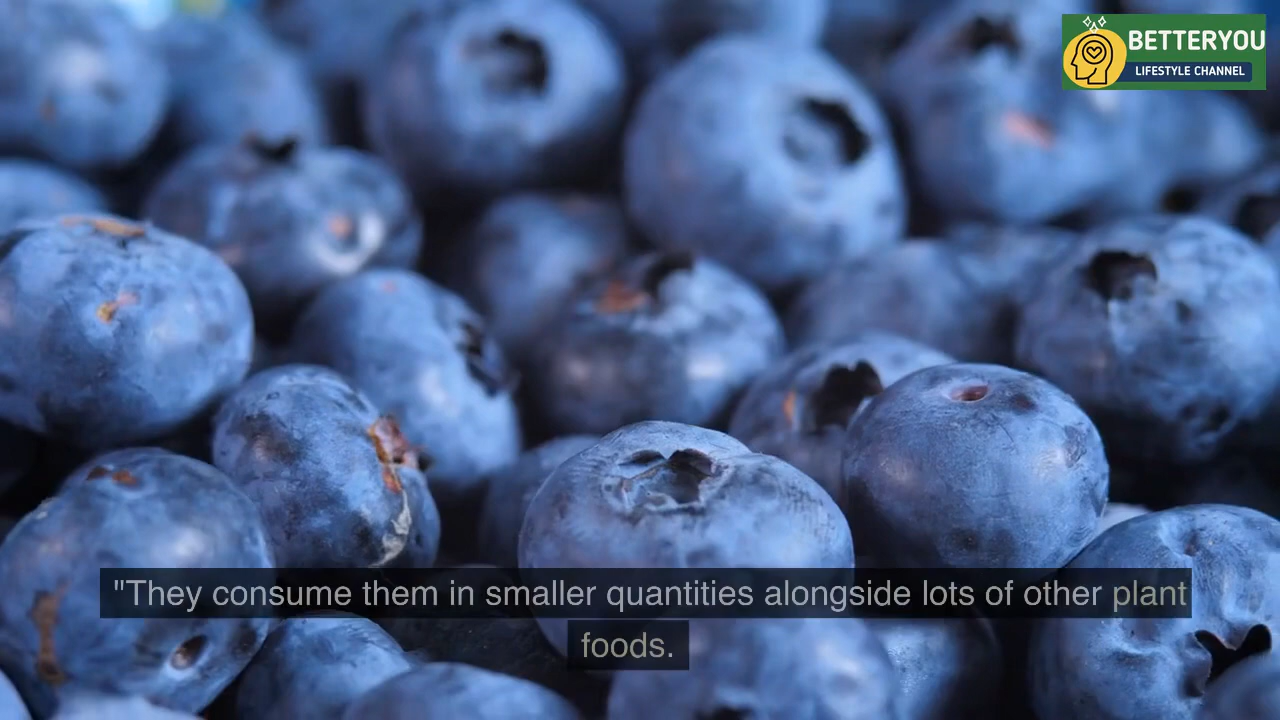 BETTERYOU
LIFESTYLE CHANNEL
"They consume them in smaller quantities alongside lots of other plant
foods.